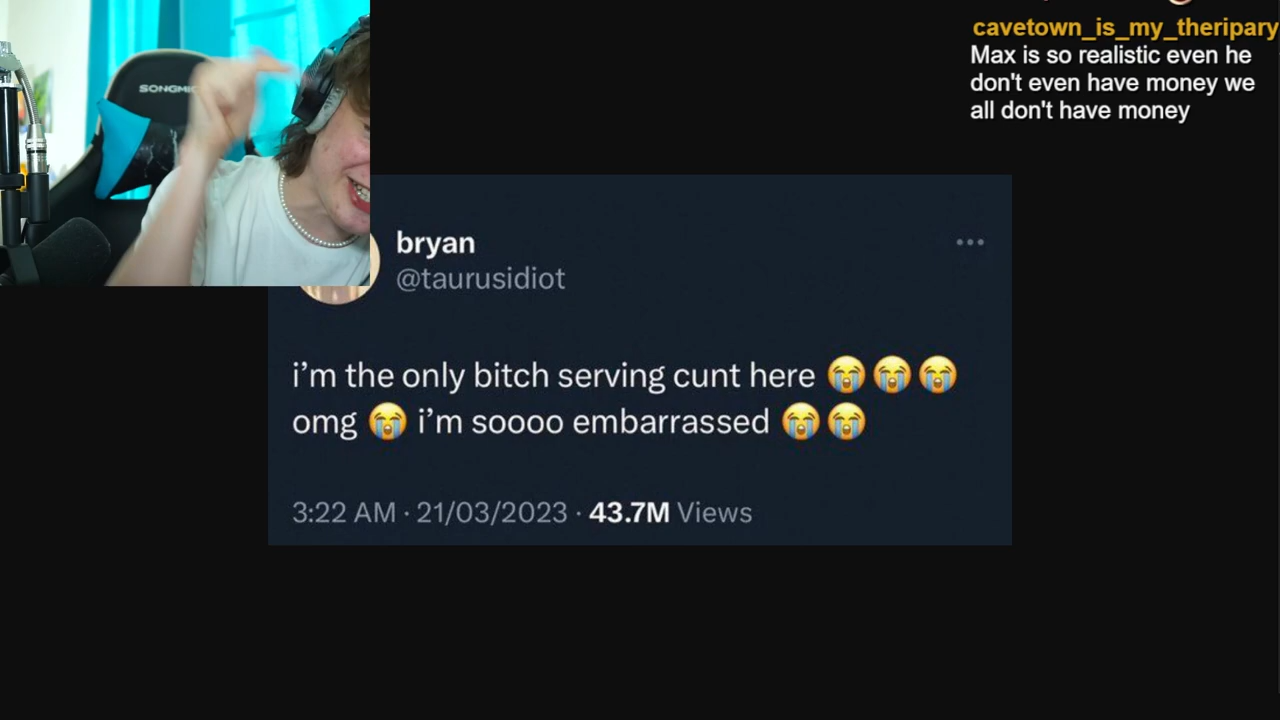 SONGMIC
cavetown_is_my_theripary
Max is so realistic even he
don't even have money we
all don't have money
bryan
@taurusidiot
i’m the only bitch serving cunt here 😭😭😭
omg 😭 i’m soooo embarrassed 😭😭
3:22 AM · 21/03/2023 · 43.7M Views